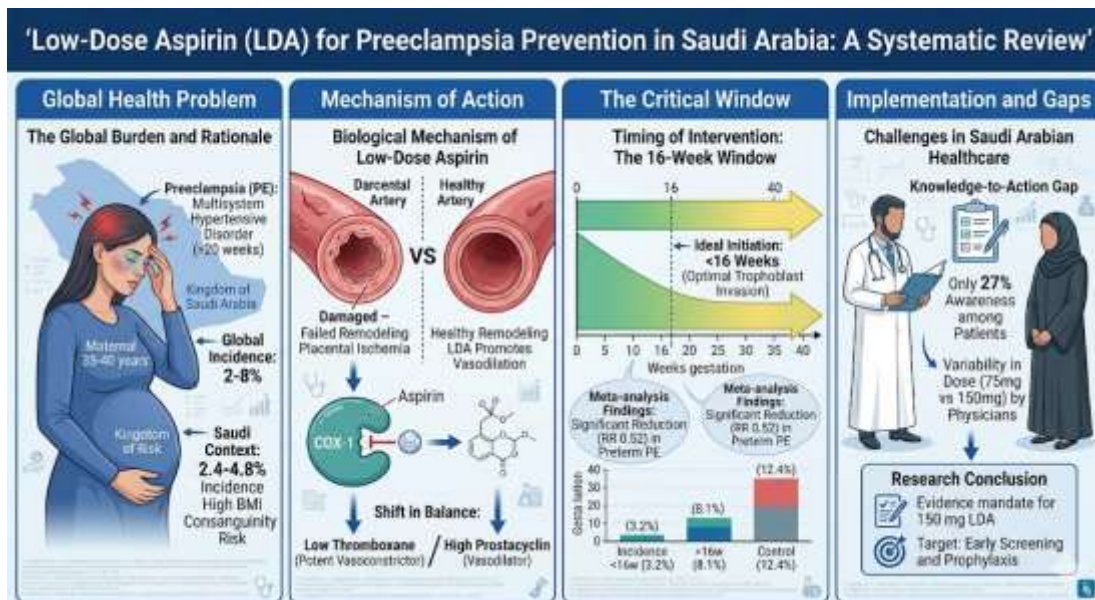 'Low-Dose Aspirin (LDA) for Preeclampsia Prevention in Saudi Arabia: A Systematic Review'
Global Health Problem
The Global Burden and Rationale
Preeclampsia (PE):
Multisystem
Hypertensive
Disorder
(>20 weeks)
Kingdom of
Saudi Arabia
Maternal
35-40 years
Global
Incidence:
2-8%
Kingtom
of Risk
Saudi
Context:
2.4-4.8%
Incidence
High BMI
Consanguinity
Risk
Mechanism of Action
Biological Mechanism of
Low-Dose Aspirin
Darcental
Artery
Healthy
Artery
VS
Damaged –
Failed Remodeling
Placental Ischemia
Healthy Remodeling
LDA Promotes
Vasodilation
Aspirin
COX-1
Shift in Balance:
Low Thromboxane
(Potent Vasoconstrictor)
/
High Prostacyclin
(Vasodilator)
The Critical Window
Timing of Intervention:
The 16-Week Window
0 16 40
Ideal Initiation:
<16 Weeks
(Optimal Trophoblast
Invasion)
0 5 10 16 20 25 30 35 40
Weeks gestation
Meta-analysis
Findings:
Significant Reduction
(RR 0.52) in
Preterm PE
Meta-analysis
Findings:
Significant Reduction
(RR 0.52) in
Preterm PE
40
30
20
10
0
(3.2%)
(8.1%)
(12.4%)
Incidence
<16w (3.2%)
>16w
(8.1%)
Control
(12.4%)
Implementation and Gaps
Challenges in Saudi Arabian
Healthcare
Knowledge-to-Action Gap
Only 27%
Awareness
among
Patients
Variability in
Dose (75mg
vs 150mg) by
Physicians
Research Conclusion
Evidence mandate for
150 mg LDA
Target: Early Screening
and Prophylaxis